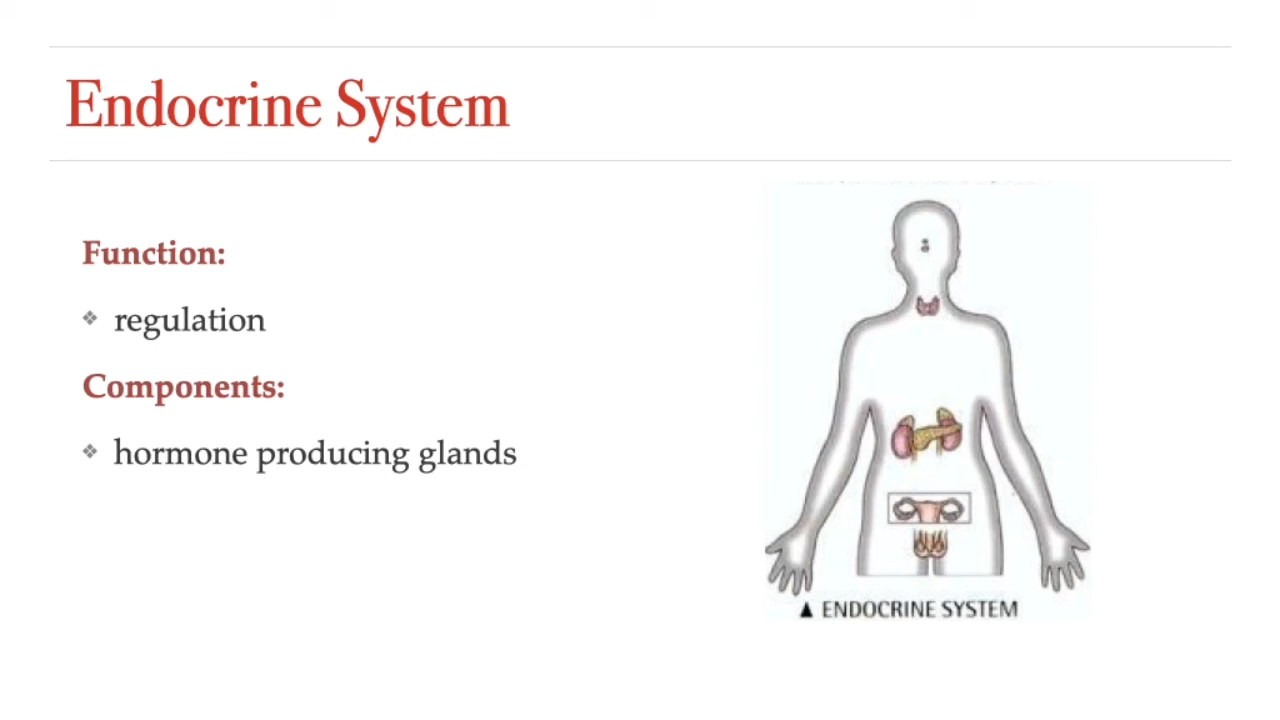 Endocrine System
Function:
❖ regulation
Components:
❖ hormone producing glands
▲ ENDOCRINE SYSTEM